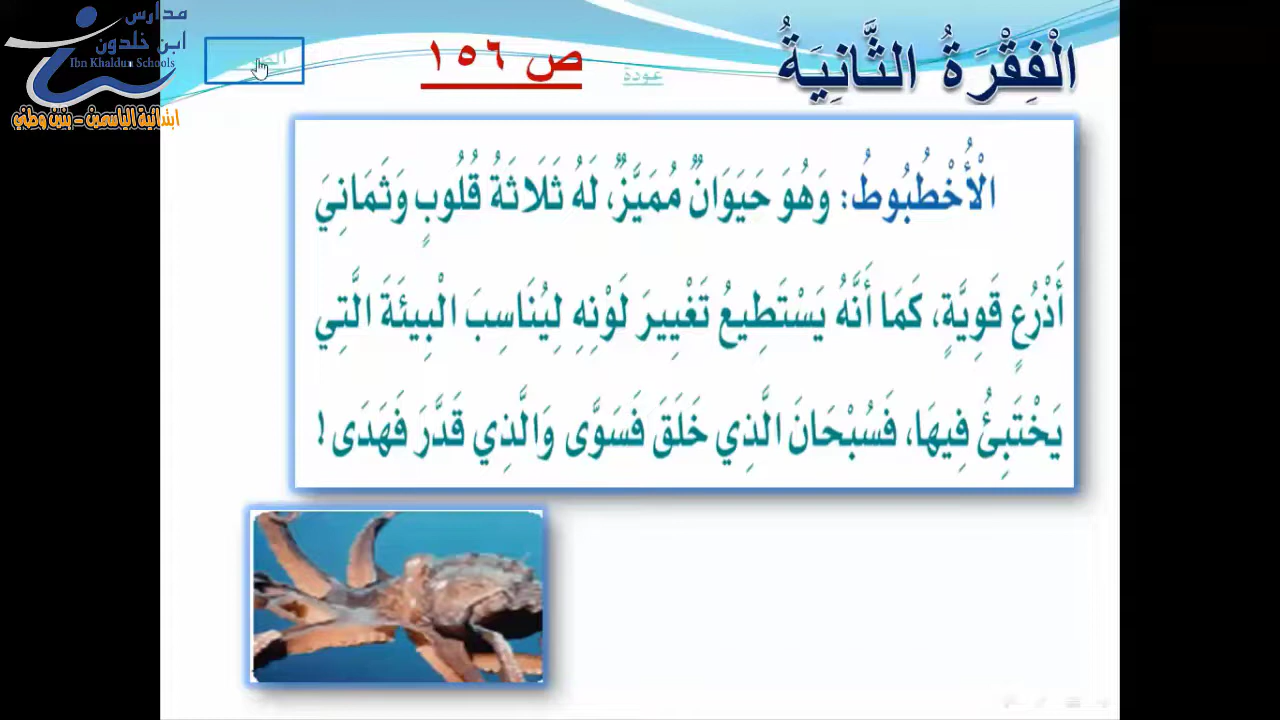 مدارس
ابن خلدون
Ibn Khaldun Schools
ابتدائية الياسمين - بنين وطني
الْفِقْرَةُ الثَّانِيَةُ
ص ١٥٦
عودة
الْأُخْطُبُوطُ: وَهُوَ حَيَوَانٌ مُمَيَّزٌ، لَهُ ثَلَاثَةُ قُلُوبٍ وَثَمَانِيَ
أَذْرُعٍ قَوِيَّةٍ، كَمَا أَنَّهُ يَسْتَطِيعُ تَغْيِيرَ لَوْنِهِ لِيُنَاسِبَ الْبِيئَةَ الَّتِي
يَخْتَبِئُ فِيهَا، فَسُبْحَانَ الَّذِي خَلَقَ فَسَوَّى وَالَّذِي قَدَّرَ فَهَدَى !